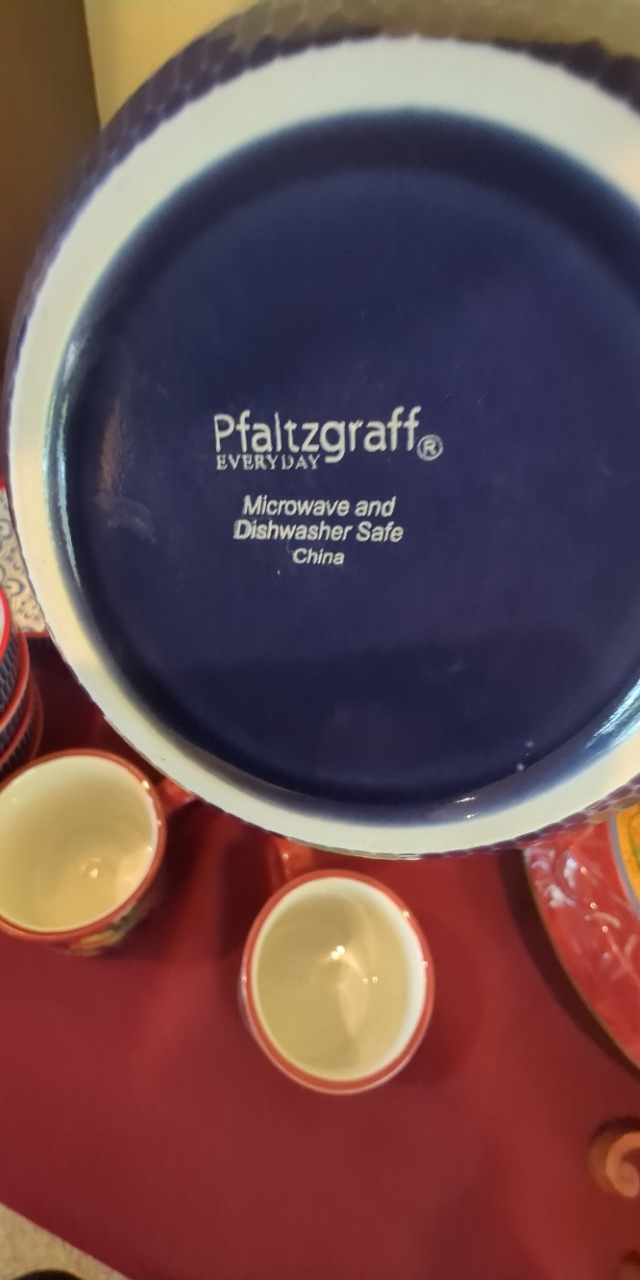 Pfaltzgraff®
EVERYDAY
Microwave and
Dishwasher Safe
China